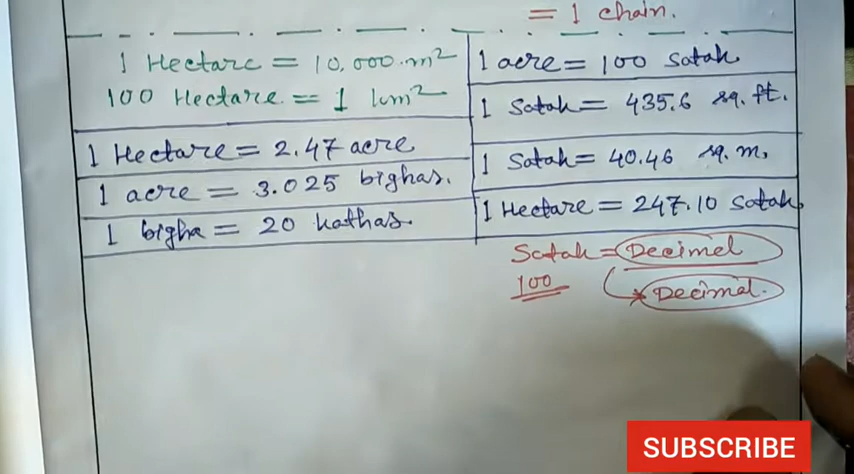 = 1 chain.
1 Hectare = 10,000 m²
100 Hectare = 1 km²
1 Hectare = 2.47 acre
1 acre = 3.025 bighas.
1 bigha = 20 kathas.
1 acre = 100 Satak
1 Satak = 435.6 sq. ft.
1 Satak = 40.46 sq. m.
1 Hectare = 247.10 Satak.
Satak = Decimel
100
Decimal.
SUBSCRIBE